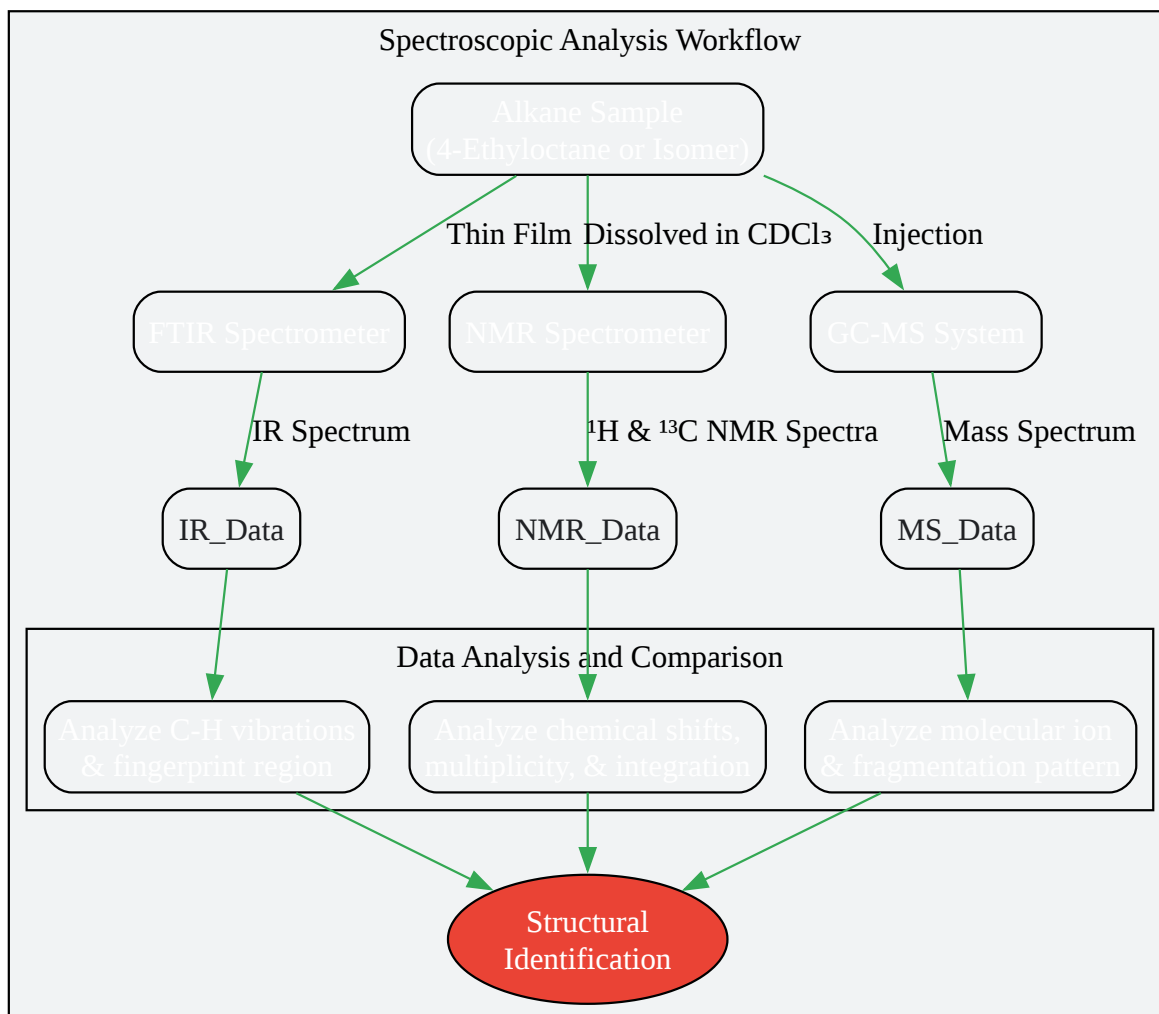 Spectroscopic Analysis Workflow
Alkane Sample
(4-Ethyloctane or Isomer)
Thin Film
Dissolved in CDCl₃
Injection
FTIR Spectrometer
NMR Spectrometer
GC-MS System
IR Spectrum
¹H & ¹³C NMR Spectra
Mass Spectrum
IR_Data
NMR_Data
MS_Data
Data Analysis and Comparison
Analyze C-H vibrations
& fingerprint region
Analyze chemical shifts,
multiplicity, & integration
Analyze molecular ion
& fragmentation pattern
Structural
Identification